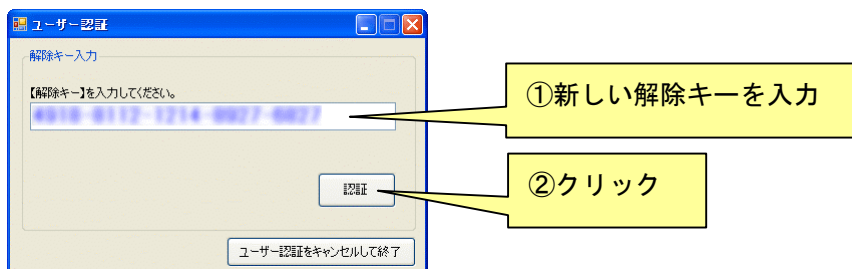 ユーザー認証
解除キー入力
【解除キー】を入力してください。
①新しい解除キーを入力
認証
②クリック
ユーザー認証をキャンセルして終了